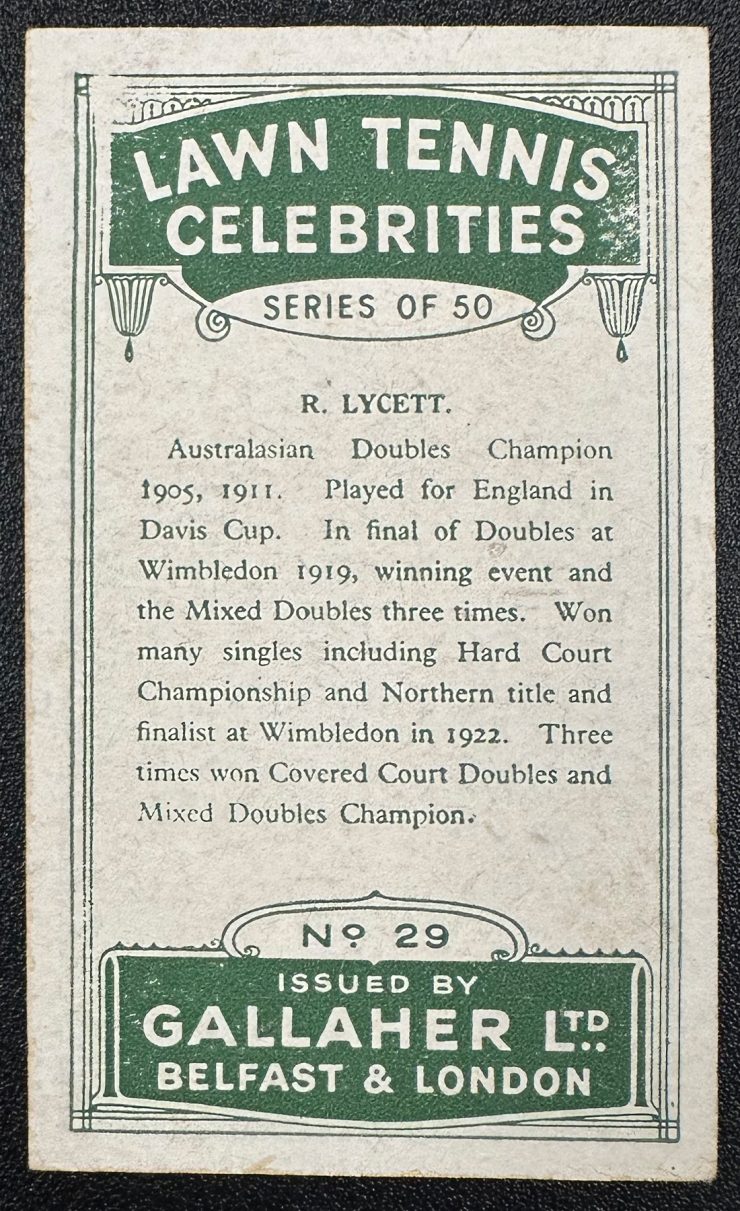 LAWN TENNIS
CELEBRITIES
SERIES OF 50
R. LYCETT.
Australasian Doubles Champion
1905, 1911. Played for England in
Davis Cup. In final of Doubles at
Wimbledon 1919, winning event and
the Mixed Doubles three times. Won
many singles including Hard Court
Championship and Northern title and
finalist at Wimbledon in 1922. Three
times won Covered Court Doubles and
Mixed Doubles Champion.
Nº 29
ISSUED BY
GALLAHER LTD.
BELFAST & LONDON